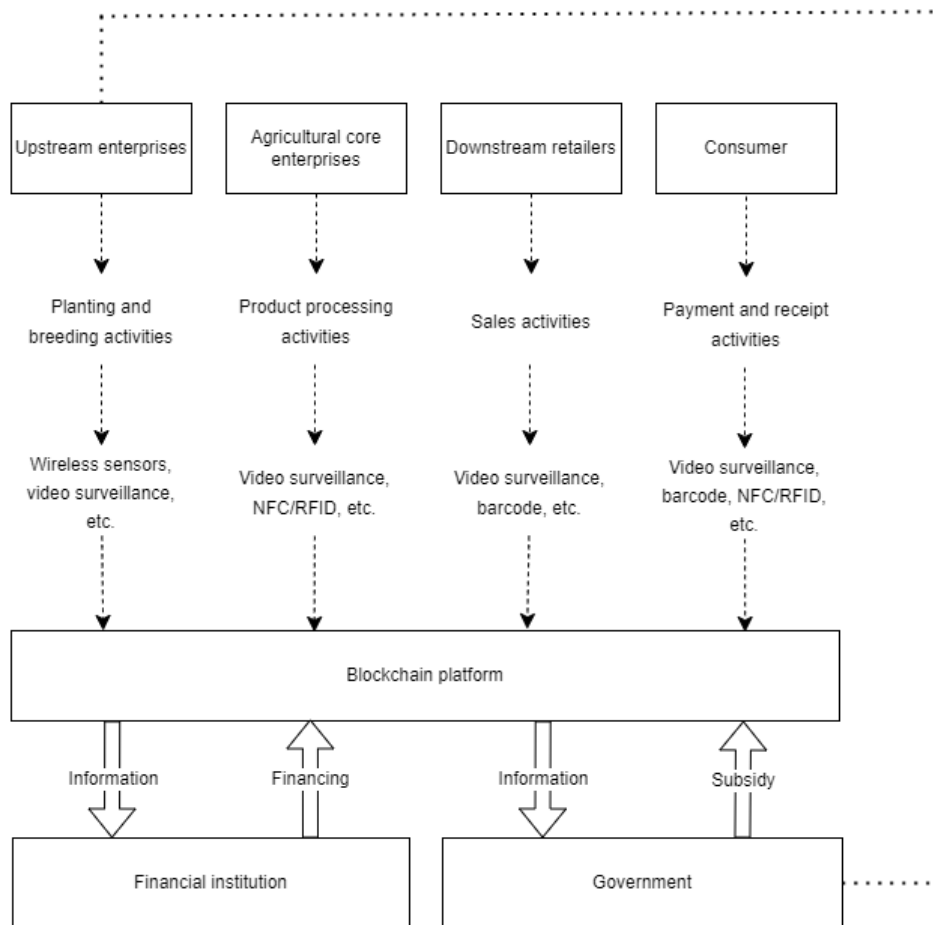 Upstream enterprises
Agricultural core
enterprises
Downstream retailers
Consumer
Planting and
breeding activities
Product processing
activities
Sales activities
Payment and receipt
activities
Wireless sensors,
video surveillance,
etc.
Video surveillance,
NFC/RFID, etc.
Video surveillance,
barcode, etc.
Video surveillance,
barcode, NFC/RFID,
etc.
Blockchain platform
Information
Financing
Information
Subsidy
Financial institution
Government